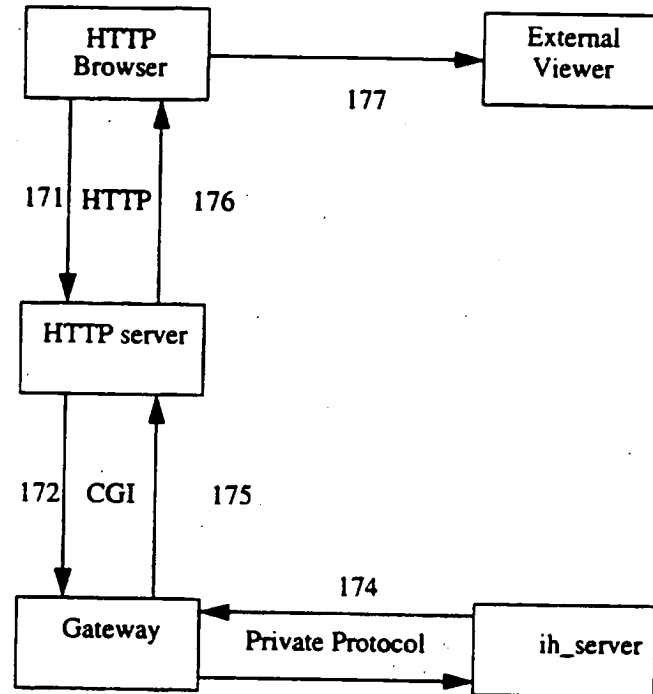 HTTP
Browser
External
Viewer
177
171 HTTP 176
HTTP server
172 CGI 175
174
Gateway
Private Protocol
ih_server